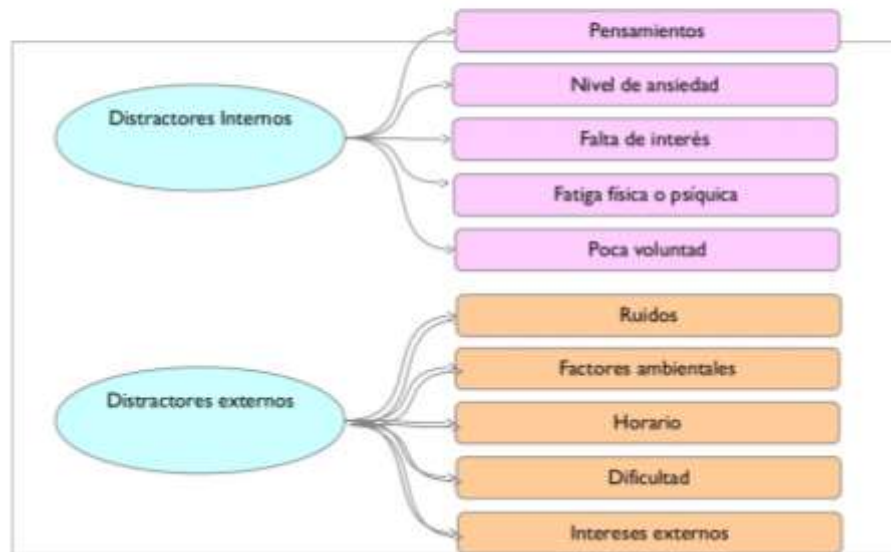 Distractores Internos
Pensamientos
Nivel de ansiedad
Falta de interés
Fatiga física o psíquica
Poca voluntad
Distractores externos
Ruidos
Factores ambientales
Horario
Dificultad
Intereses externos